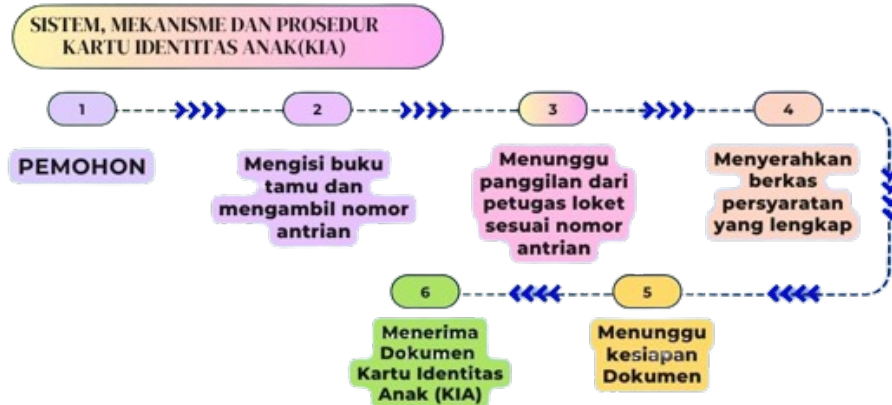 SISTEM, MEKANISME DAN PROSEDUR
KARTU IDENTITAS ANAK(KIA)
1
PEMOHON
2
Mengisi buku
tamu dan
mengambil nomor
antrian
3
Menunggu
panggilan dari
petugas loket
sesuai nomor
antrian
4
Menyerahkan
berkas
persyaratan
yang lengkap
5
Menunggu
kesiapan
Dokumen
6
Menerima
Dokumen
Kartu Identitas
Anak (KIA)